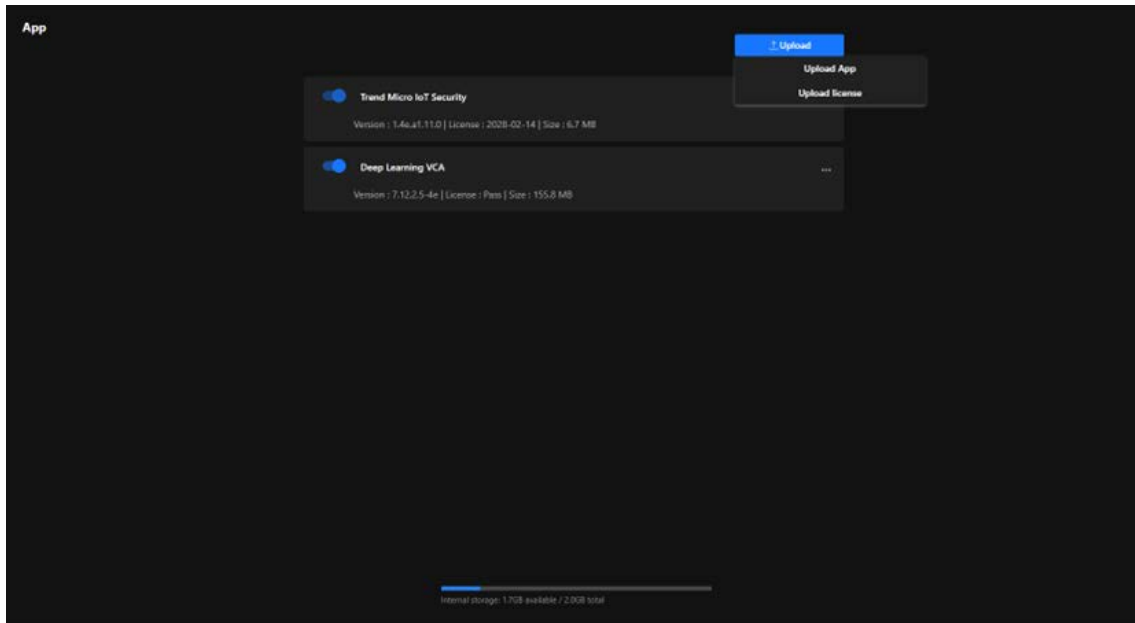 App
Upload
Upload App
Upload license
Trend Micro IoT Security
Version : 1.4e.a1.11.0 | License : 2028-02-14 | Size : 6.7 MB
Deep Learning VCA
...
Version : 7.12.2.5-4e | License : Pass | Size : 155.8 MB
Internal storage: 1.7GB available / 2.0GB total